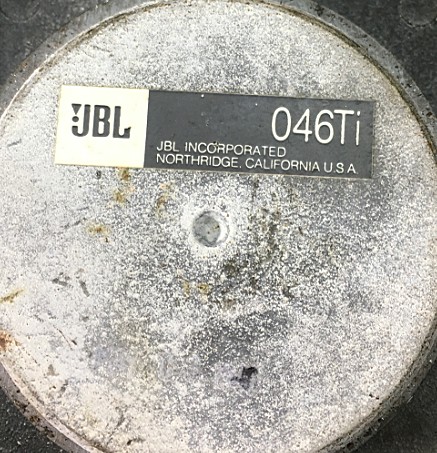 JBL
046Ti
JBL INCORPORATED
NORTHRIDGE, CALIFORNIA U.S.A